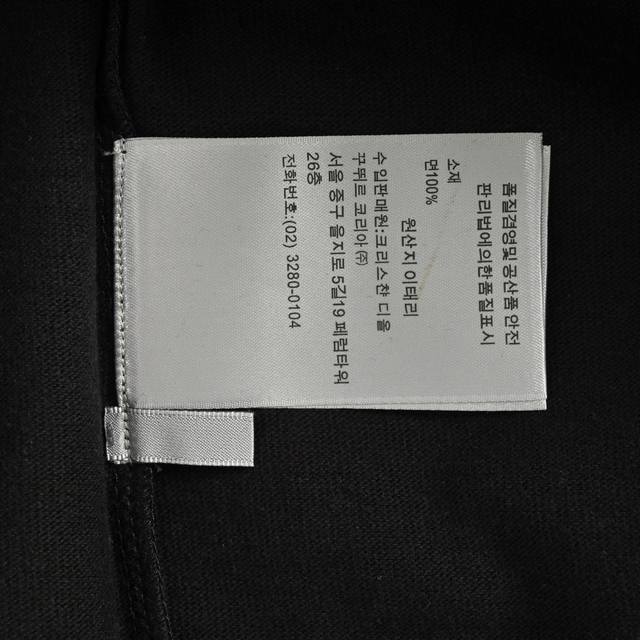 품질경영및 공산품 안전
관리법에의한품질표시
소재
면100%
원산지 이태리
수입판매원:크리스챤 디올
꾸뛰르 코리아 ㈜
서울 중구 을지로 5길19 페럼타워
26층
전화번호:(02) 3280-0104